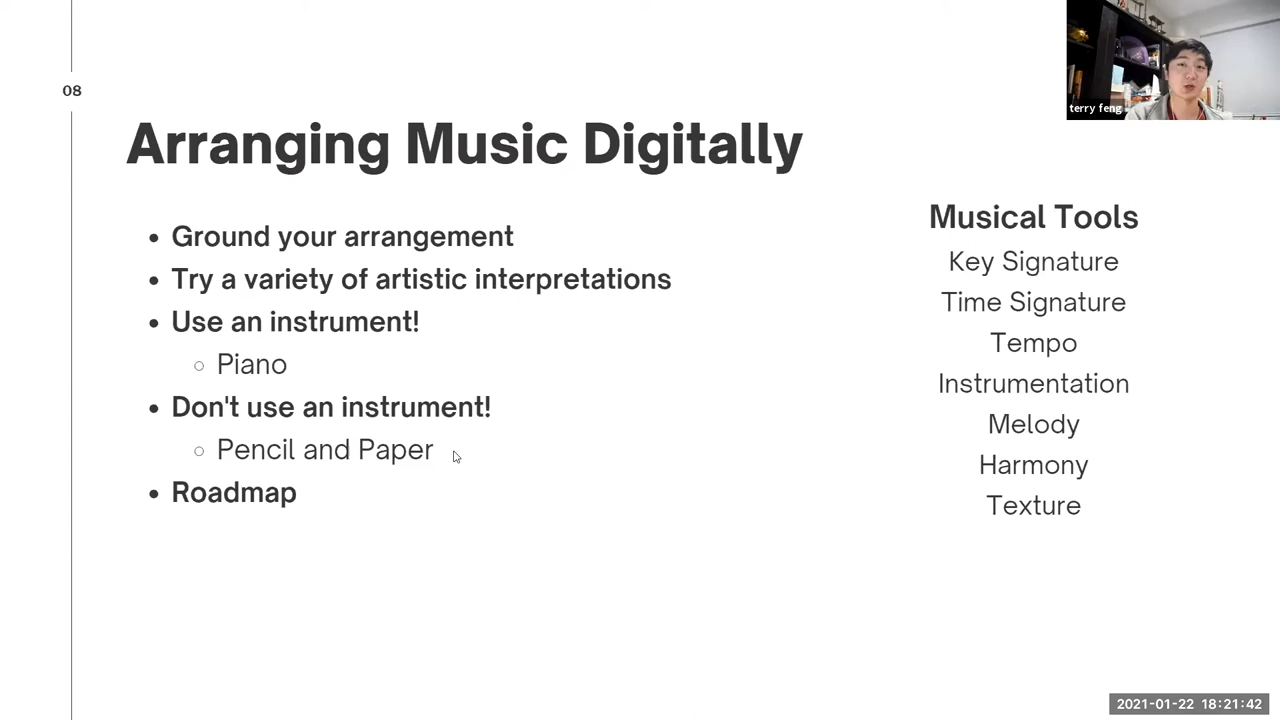 08
terry feng
Arranging Music Digitally
Ground your arrangement
Try a variety of artistic interpretations
Use an instrument!
Piano
Don't use an instrument!
Pencil and Paper
Roadmap
Musical Tools
Key Signature
Time Signature
Tempo
Instrumentation
Melody
Harmony
Texture
2021-01-22 18:21:42